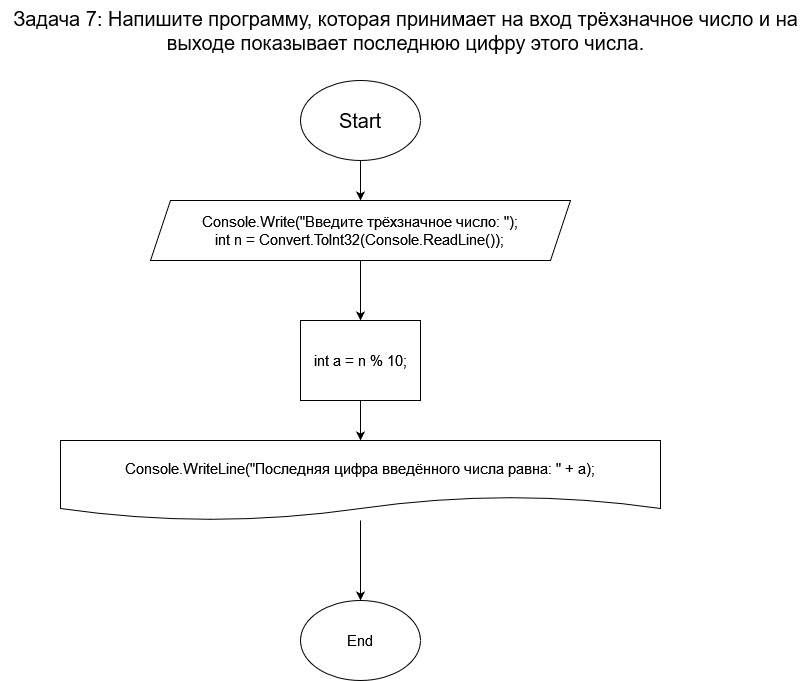 Задача 7: Напишите программу, которая принимает на вход трёхзначное число и на
выходе показывает последнюю цифру этого числа.
Start
Console.Write("Введите трёхзначное число: ");
int n = Convert.ToInt32(Console.ReadLine());
int a = n % 10;
Console.WriteLine("Последняя цифра введённого числа равна: " + a);
End